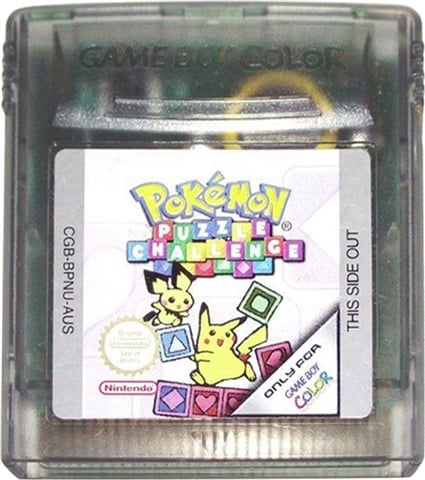 GAME BOY COLOR
POKéMON
PUZZLE
CHALLENGE
®
CGB-BPNU-AUS
THIS SIDE OUT
Original
Nintendo
Seal of
Quality
Nintendo
ONLY FOR
GAME BOY
COLOR